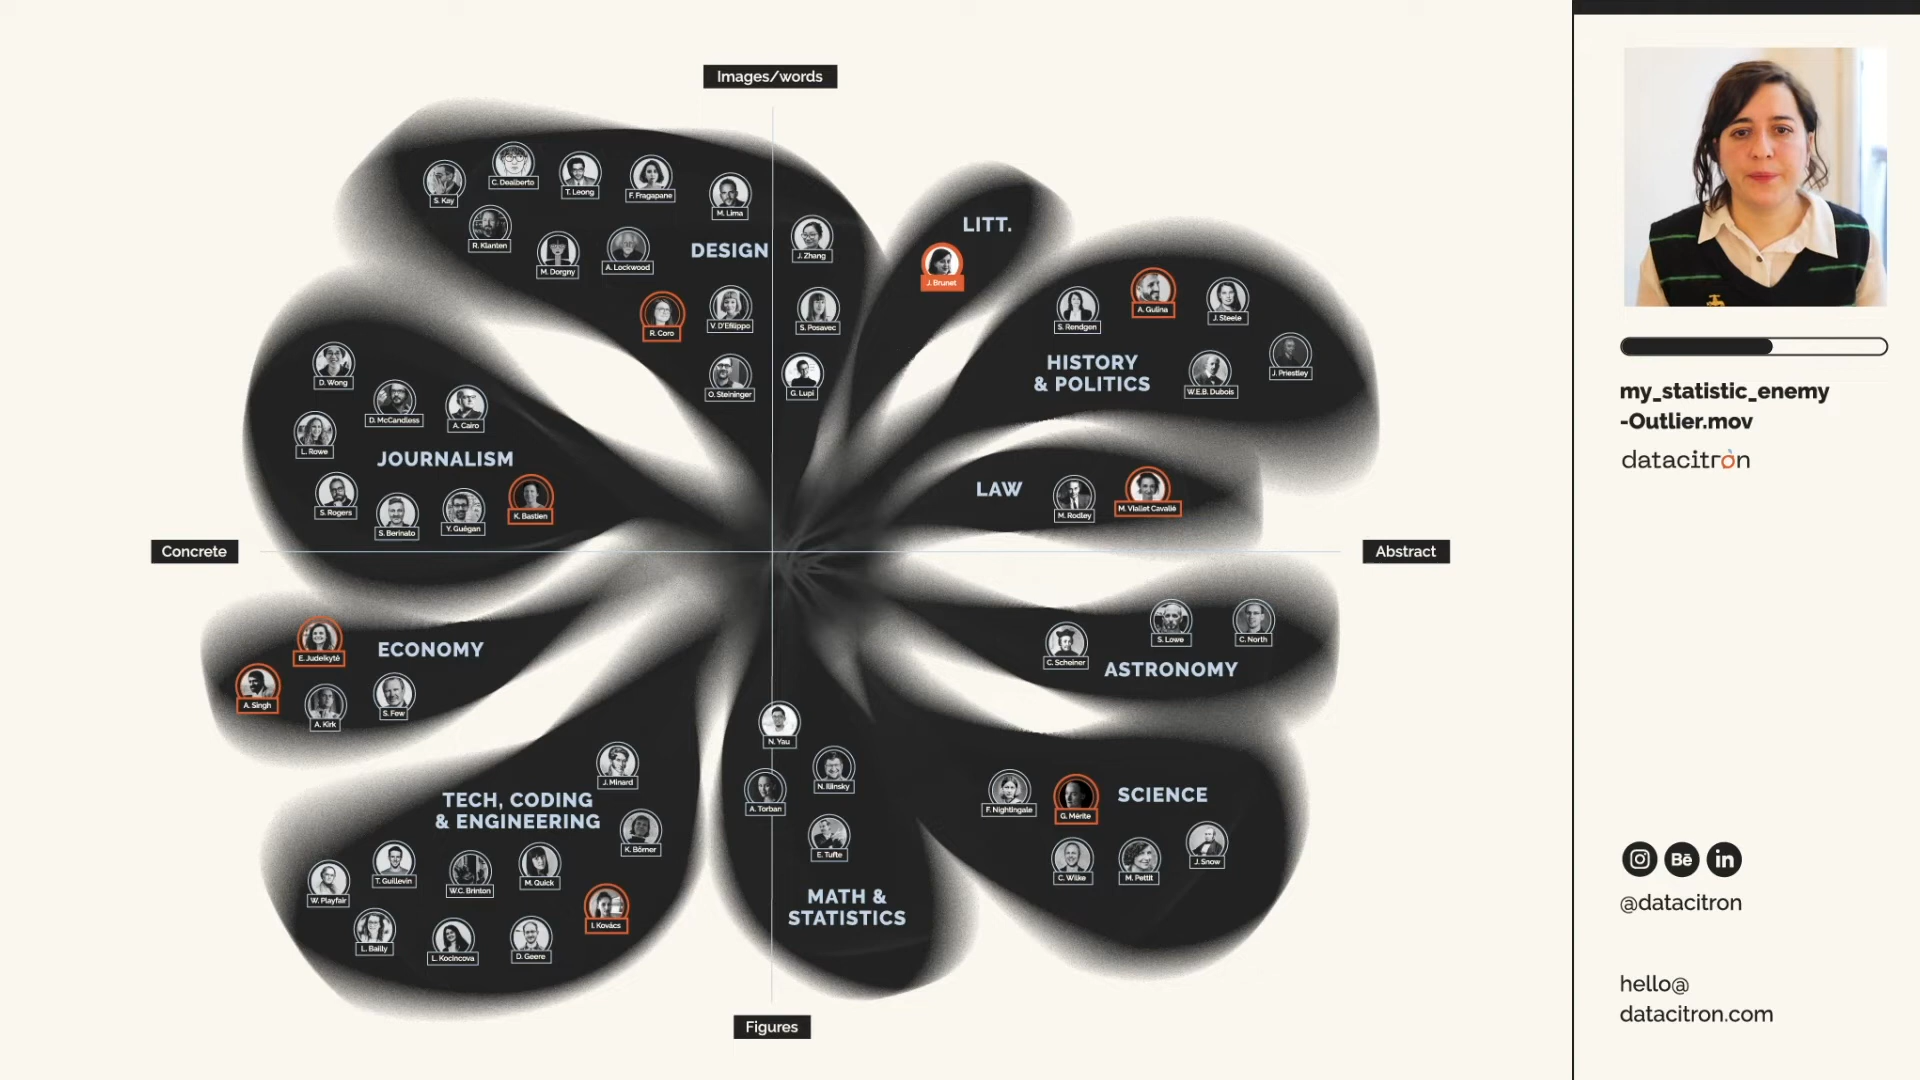 Images/words
S. Kay
C. Dealberto
T. Leong
F. Fragapane
M. Lima
R. Klanten
M. Dorgny
A. Lockwood
DESIGN
J. Zhang
R. Coro
V. D'Efilippo
S. Posavec
O. Steininger
G. Lupi
LITT.
J. Brunet
S. Rendgen
A. Gulina
J. Steele
HISTORY
& POLITICS
W.E.B. Dubois
J. Priestley
D. Wong
D. McCandless
A. Cairo
L. Rowe
JOURNALISM
S. Rogers
S. Berinato
Y. Guégan
K. Bastien
LAW
M. Rodley
M. Viallet Cavalié
Concrete
Abstract
E. Judeikyté
ECONOMY
A. Singh
A. Kirk
S. Few
C. Scheiner
S. Lowe
C. North
ASTRONOMY
J. Minard
TECH, CODING
& ENGINEERING
K. Börner
W. Playfair
T. Guillevin
W.C. Brinton
M. Quick
I. Kovács
L. Bailly
L. Kocincova
D. Geere
N. Yau
A. Torban
N. Iliinsky
E. Tufte
MATH &
STATISTICS
F. Nightingale
G. Mérite
SCIENCE
C. Wilke
M. Pettit
J. Snow
Figures
my_statistic_enemy
-Outlier.mov
datacitron
Bē
in
@datacitron
hello@
datacitron.com